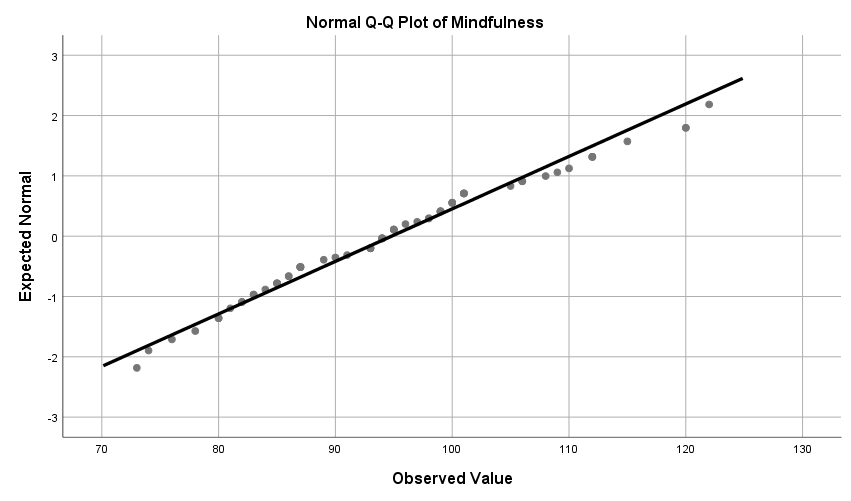 Normal Q-Q Plot of Mindfulness
3
2
1
0
-1
-2
-3
Expected Normal
70 80 90 100 110 120 130
Observed Value